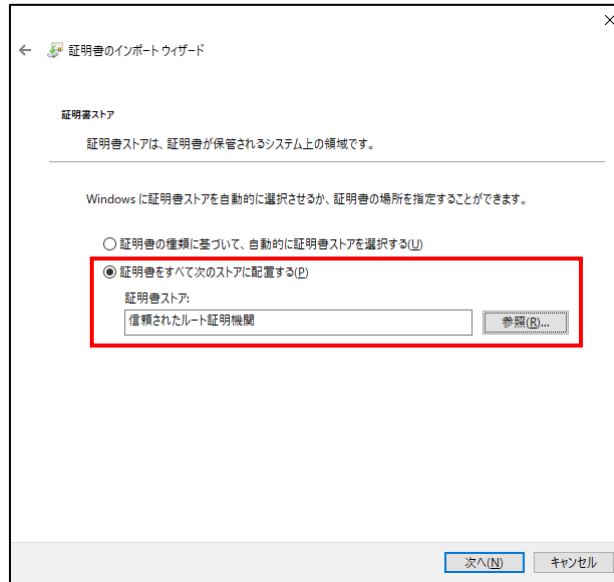 証明書のインポート ウィザード
証明書ストア
証明書ストアは、証明書が保管されるシステム上の領域です。
Windows に証明書ストアを自動的に選択させるか、証明書の場所を指定することができます。
証明書の種類に基づいて、自動的に証明書ストアを選択する(U)
証明書をすべて次のストアに配置する(P)
証明書ストア:
信頼されたルート証明機関
参照(R)...
次へ(N)
キャンセル